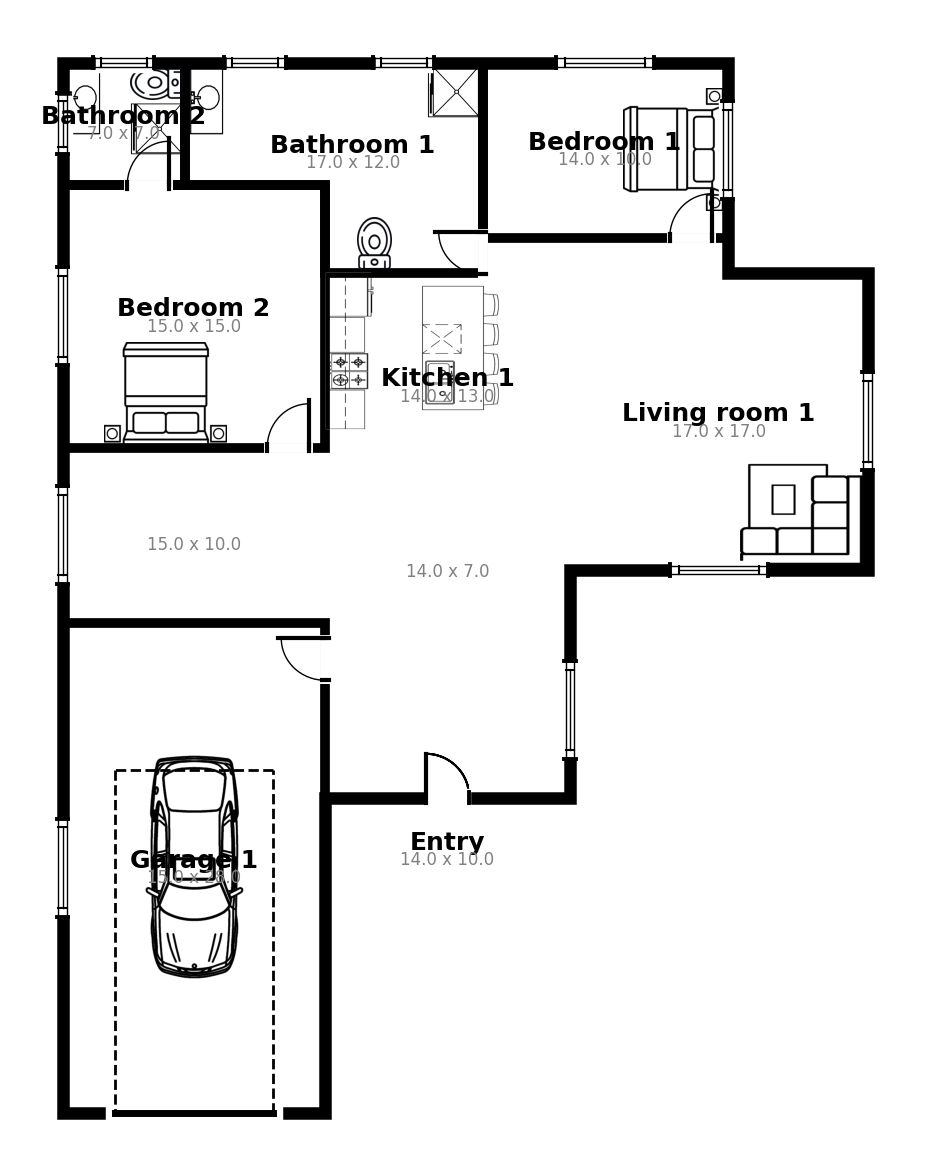 Bathroom 2
7.0 x 7.0
Bathroom 1
17.0 x 12.0
Bedroom 1
14.0 x 10.0
Bedroom 2
15.0 x 15.0
Kitchen 1
14.0 x 13.0
Living room 1
17.0 x 17.0
15.0 x 10.0
14.0 x 7.0
Entry
14.0 x 10.0
Garage 1
15.0 x 28.0